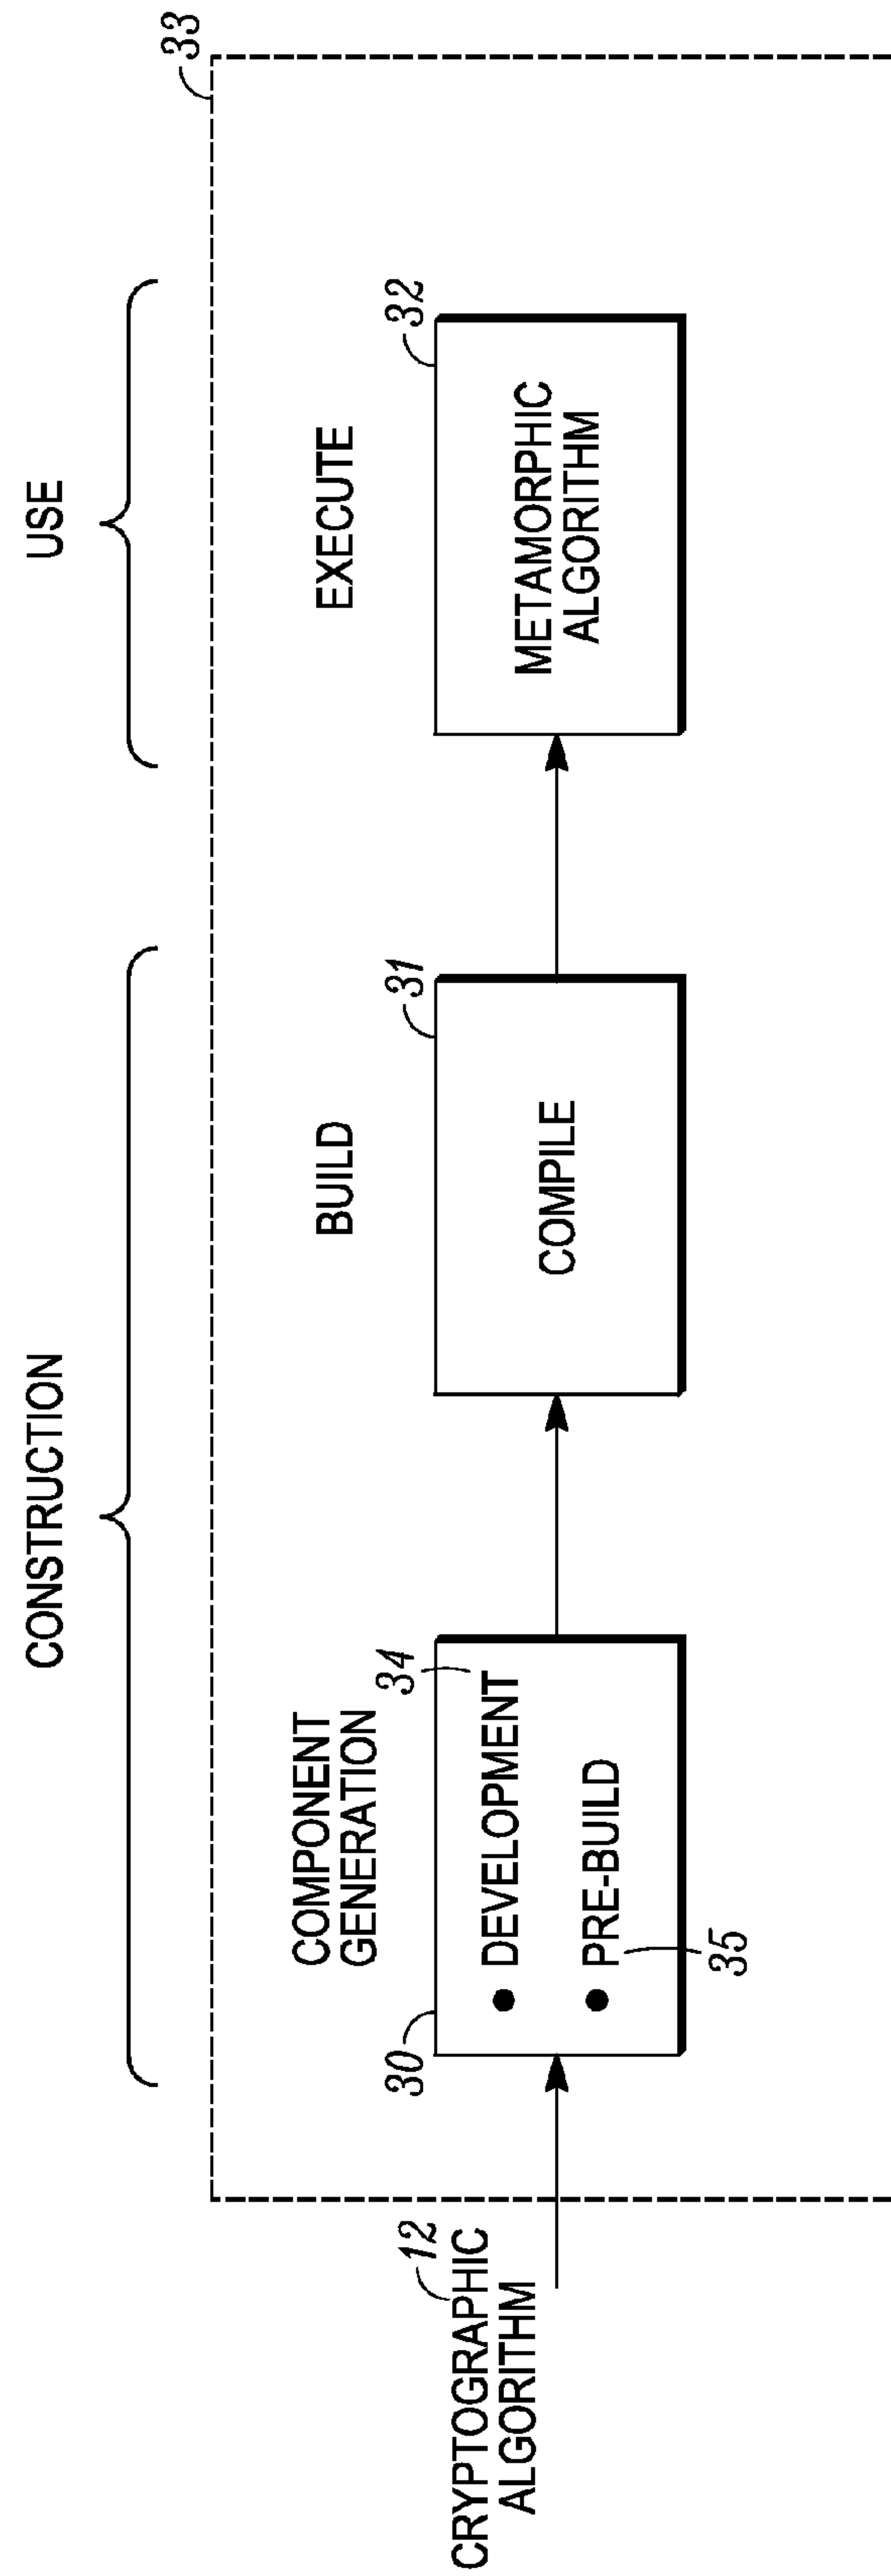 CONSTRUCTION
USE
33
COMPONENT
GENERATION
BUILD
EXECUTE
12
CRYPTOGRAPHIC
ALGORITHM
30
34
• DEVELOPMENT
• PRE-BUILD
35
31
COMPILE
32
METAMORPHIC
ALGORITHM